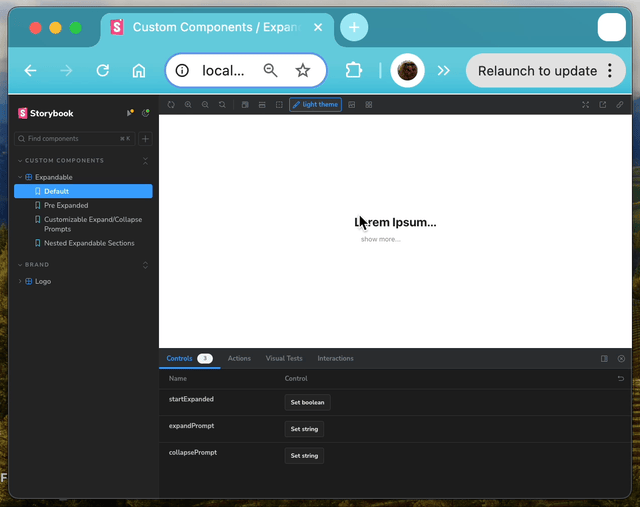 Custom Components / Expan
local...
Relaunch to update
Storybook
Find components
⌘ K
light theme
CUSTOM COMPONENTS
Expandable
Default
Pre Expanded
Customizable Expand/Collapse
Prompts
Nested Expandable Sections
BRAND
Logo
Lorem Ipsum...
show more...
Controls 3 Actions Visual Tests Interactions
Name Control
startExpanded Set boolean
expandPrompt Set string
collapsePrompt Set string
F